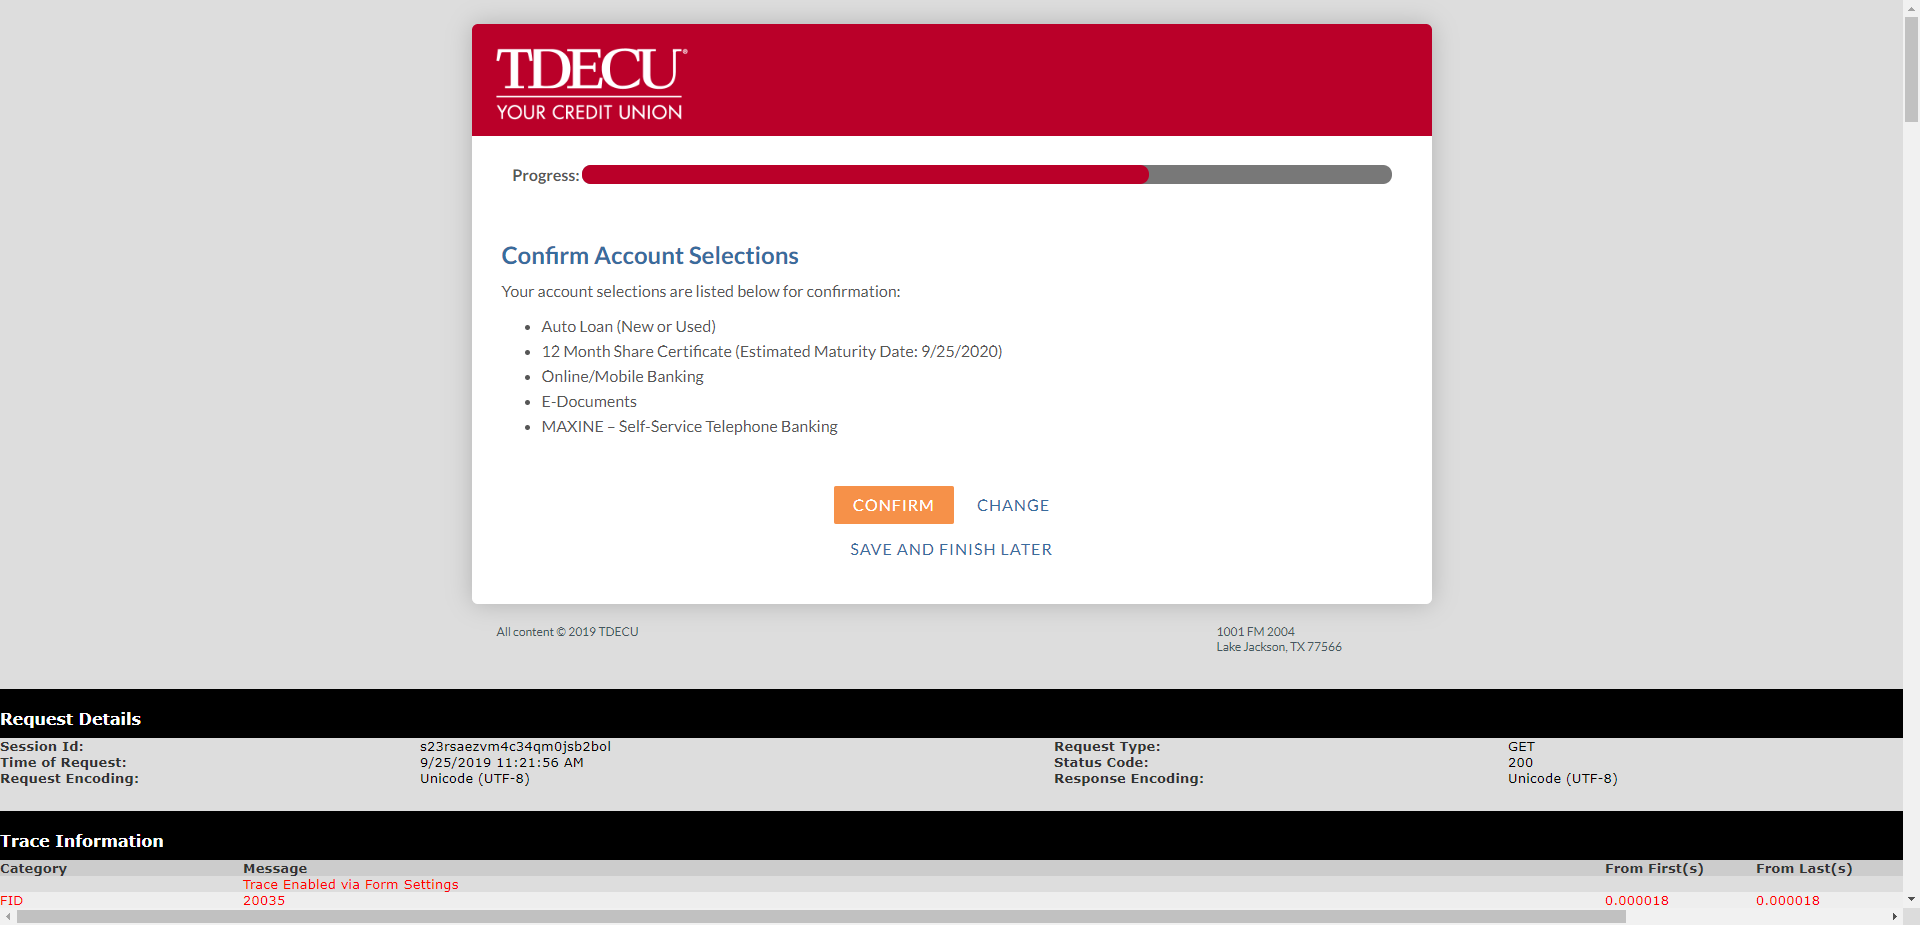 TDECU®
YOUR CREDIT UNION
Progress:
Confirm Account Selections
Your account selections are listed below for confirmation:
• Auto Loan (New or Used)
• 12 Month Share Certificate (Estimated Maturity Date: 9/25/2020)
• Online/Mobile Banking
• E-Documents
• MAXINE – Self-Service Telephone Banking
CONFIRM CHANGE
SAVE AND FINISH LATER
All content © 2019 TDECU 1001 FM 2004
Lake Jackson, TX 77566
Request Details
Session Id: s23rsaezvm4c34qm0jsb2bol Request Type: GET
Time of Request: 9/25/2019 11:21:56 AM Status Code: 200
Request Encoding: Unicode (UTF-8) Response Encoding: Unicode (UTF-8)
Trace Information
Category Message From First(s) From Last(s)
Trace Enabled via Form Settings
FID 20035 0.000018 0.000018